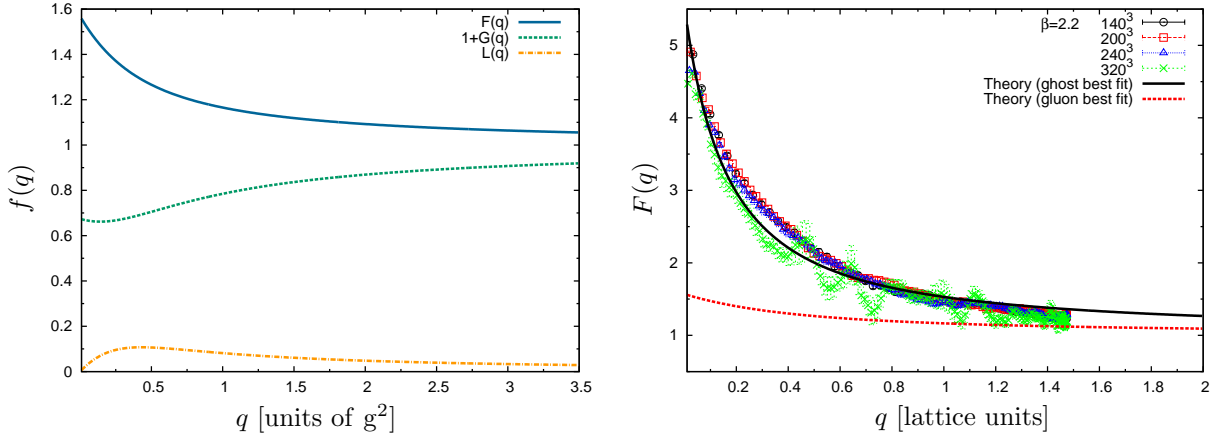 1.6
1.4
1.2
1
0.8
0.6
0.4
0.2
0
f(q)
F(q)
1+G(q)
L(q)
0.5 1 1.5 2 2.5 3 3.5
q [units of g²]
5
4
3
2
1
F(q)
β=2.2 140³
200³
240³
320³
Theory (ghost best fit)
Theory (gluon best fit)
0.2 0.4 0.6 0.8 1 1.2 1.4 1.6 1.8 2
q [lattice units]